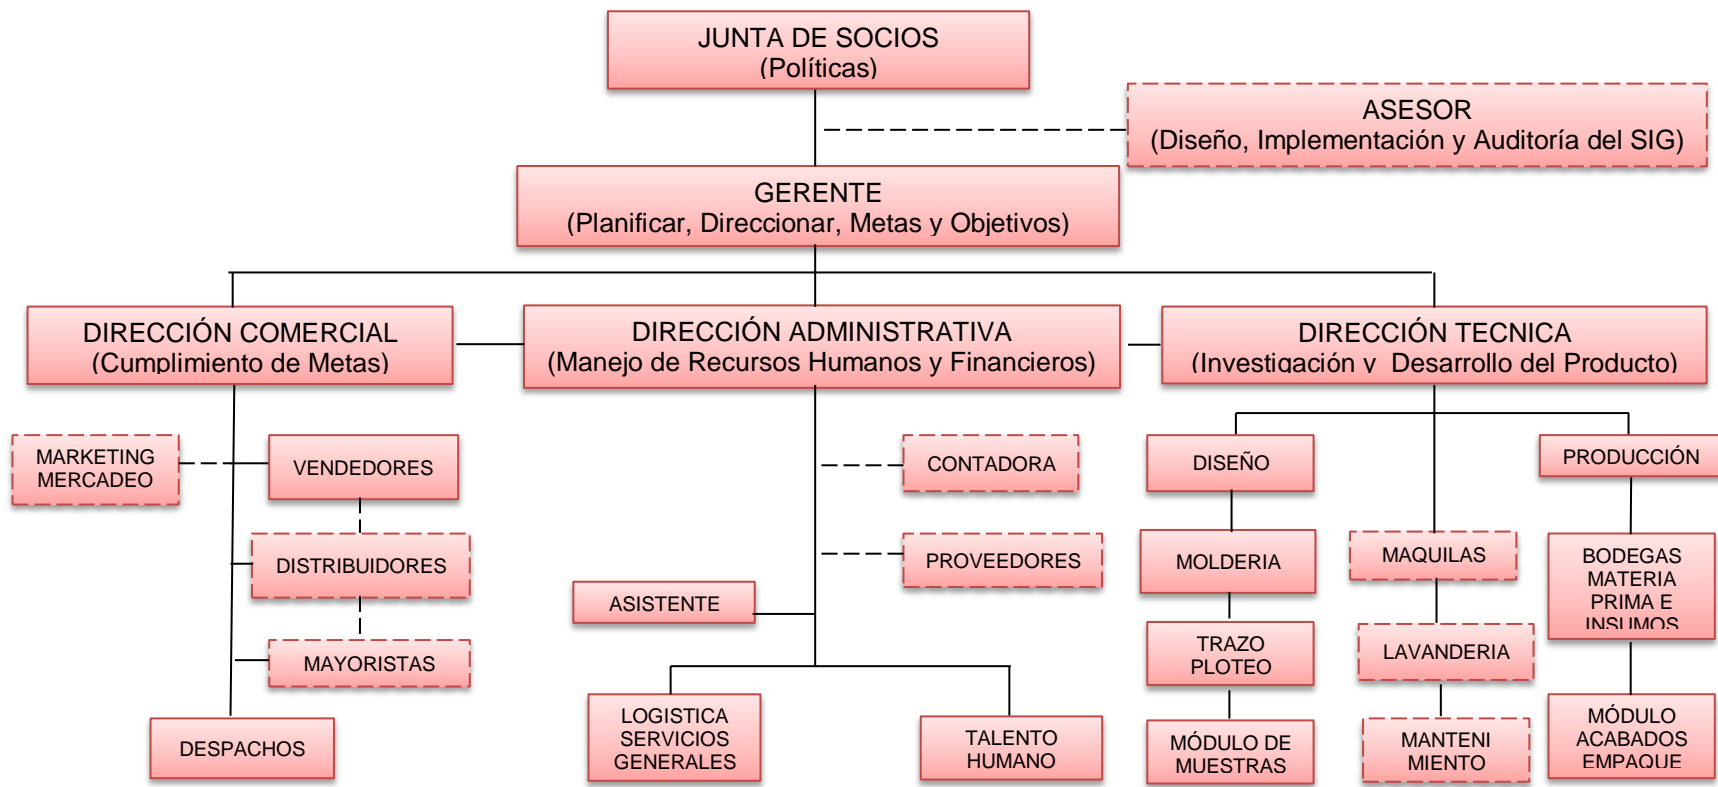 JUNTA DE SOCIOS
(Políticas)
ASESOR
(Diseño, Implementación y Auditoría del SIG)
GERENTE
(Planificar, Direccionar, Metas y Objetivos)
DIRECCIÓN COMERCIAL
(Cumplimiento de Metas)
DIRECCIÓN ADMINISTRATIVA
(Manejo de Recursos Humanos y Financieros)
DIRECCIÓN TECNICA
(Investigación y Desarrollo del Producto)
MARKETING
MERCADEO
VENDEDORES
DISTRIBUIDORES
MAYORISTAS
DESPACHOS
CONTADORA
PROVEEDORES
ASISTENTE
LOGISTICA
SERVICIOS
GENERALES
TALENTO
HUMANO
DISEÑO
MOLDERIA
TRAZO
PLOTEO
MÓDULO DE
MUESTRAS
MAQUILAS
LAVANDERIA
MANTENI
MIENTO
PRODUCCIÓN
BODEGAS
MATERIA
PRIMA E
INSUMOS
MÓDULO
ACABADOS
EMPAQUE